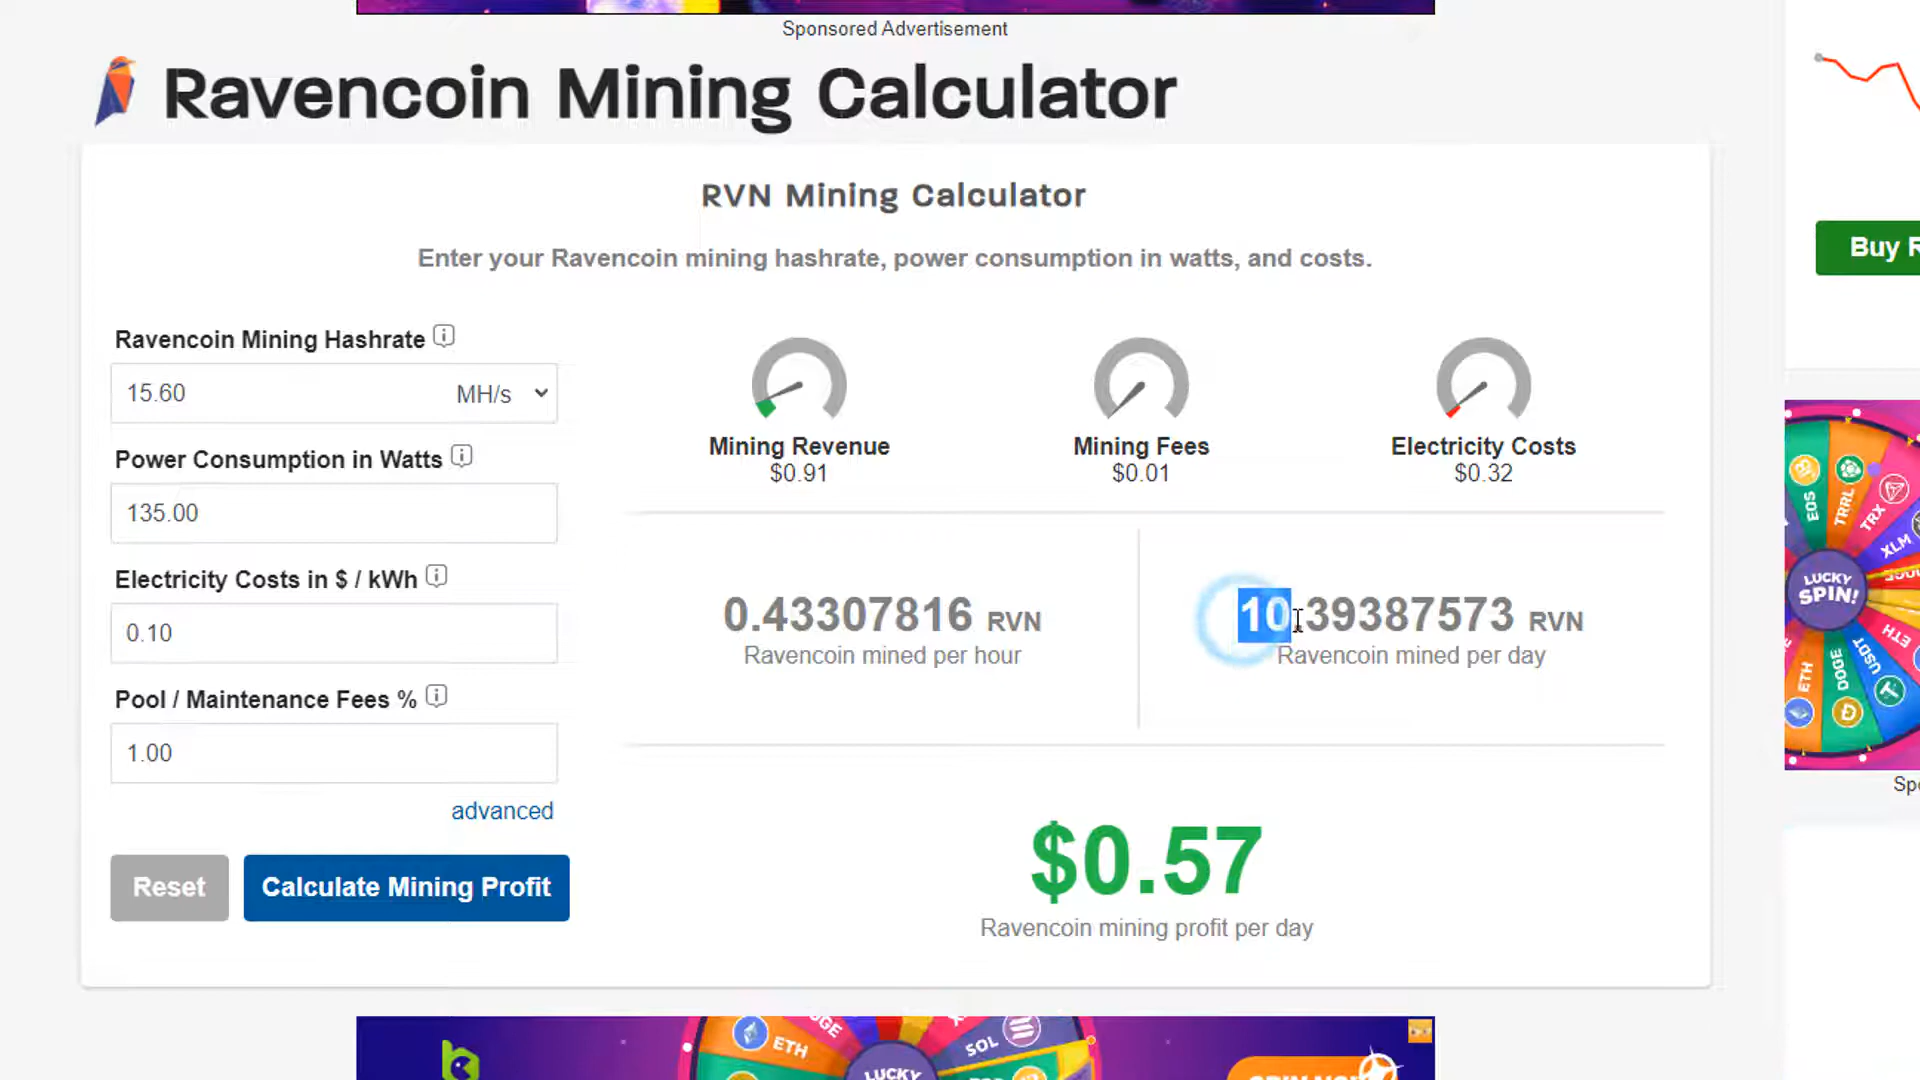 Sponsored Advertisement
Ravencoin Mining Calculator
RVN Mining Calculator
Enter your Ravencoin mining hashrate, power consumption in watts, and costs.
Ravencoin Mining Hashrate
15.60 MH/s
Power Consumption in Watts
135.00
Electricity Costs in $ / kWh
0.10
Pool / Maintenance Fees %
1.00
advanced
Reset
Calculate Mining Profit
Mining Revenue
$0.91
Mining Fees
$0.01
Electricity Costs
$0.32
0.43307816 RVN
Ravencoin mined per hour
10.39387573 RVN
Ravencoin mined per day
$0.57
Ravencoin mining profit per day
Buy
EOS
TRRL
TRX
XLM
LUCKY
SPIN!
ETH
USDT
DOGE
ETH
ETH
SOL
LUCKY